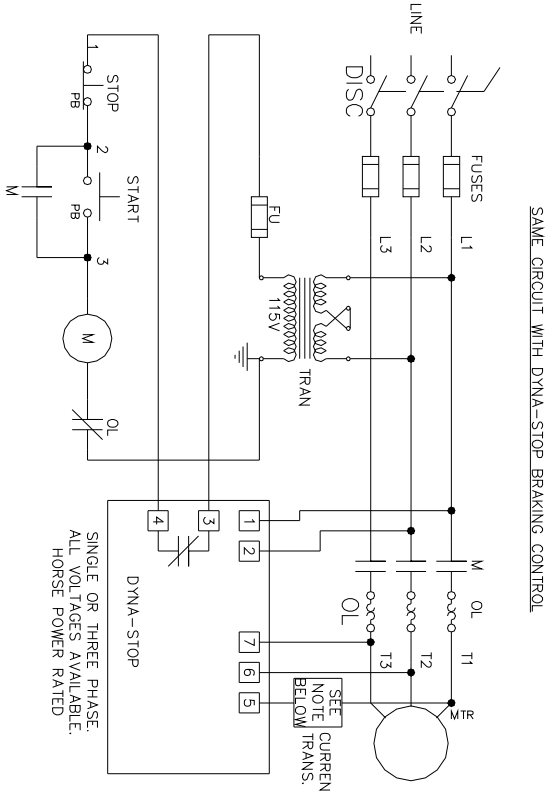 SAME CIRCUIT WITH DYNA-STOP BRAKING CONTROL
LINE
DISC
FUSES
L1
L2
L3
FU
115V
TRAN
1
STOP
PB
2
START
PB
M
3
M
OL
M
OL
OL
T1
T2
T3
MTR
1
2
3
4
7
6
5
SEE
NOTE
BELOW
CURREN
TRANS.
DYNA-STOP
SINGLE OR THREE PHASE.
ALL VOLTAGES AVAILABLE.
HORSE POWER RATED